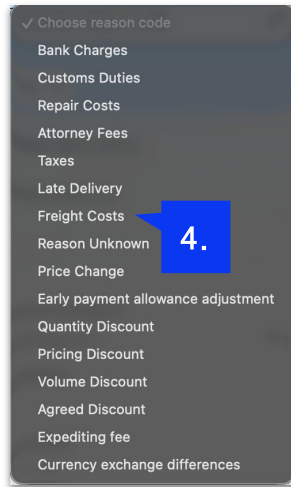 ✓ Choose reason code
Bank Charges
Customs Duties
Repair Costs
Attorney Fees
Taxes
Late Delivery
Freight Costs
4.
Reason Unknown
Price Change
Early payment allowance adjustment
Quantity Discount
Pricing Discount
Volume Discount
Agreed Discount
Expediting fee
Currency exchange differences